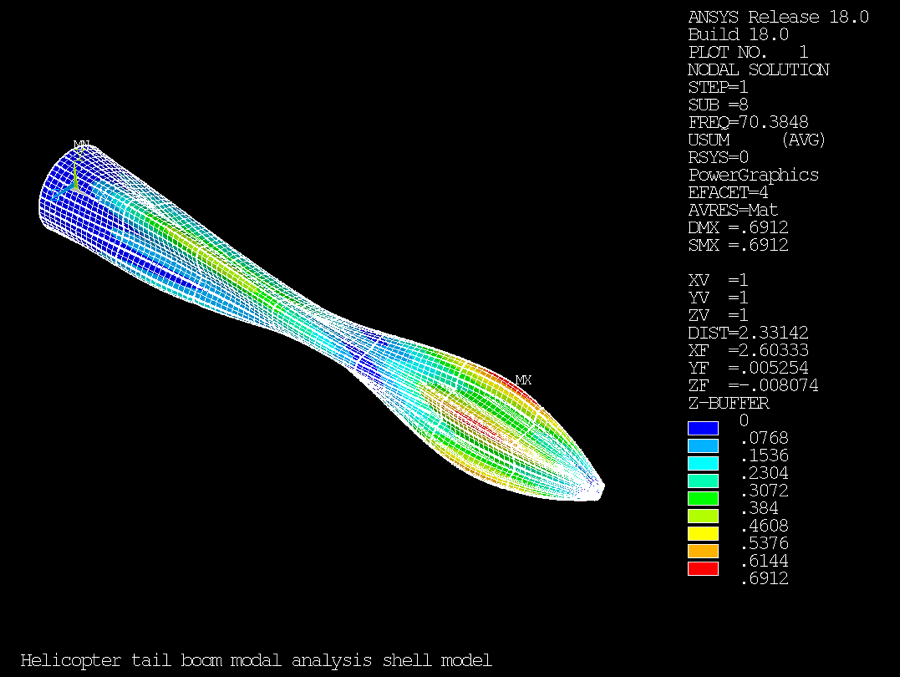 ANSYS Release 18.0
Build 18.0
PLOT NO. 1
NODAL SOLUTION
STEP=1
SUB =8
FREQ=70.3848
USUM (AVG)
RSYS=0
PowerGraphics
EFACET=4
AVRES=Mat
DMX =.6912
SMX =.6912
XV =1
YV =1
ZV =1
DIST=2.33142
XF =2.60333
YF =.005254
ZF =-.008074
Z-BUFFER
0
.0768
.1536
.2304
.3072
.384
.4608
.5376
.6144
.6912
MN
MX
Helicopter tail boom modal analysis shell model